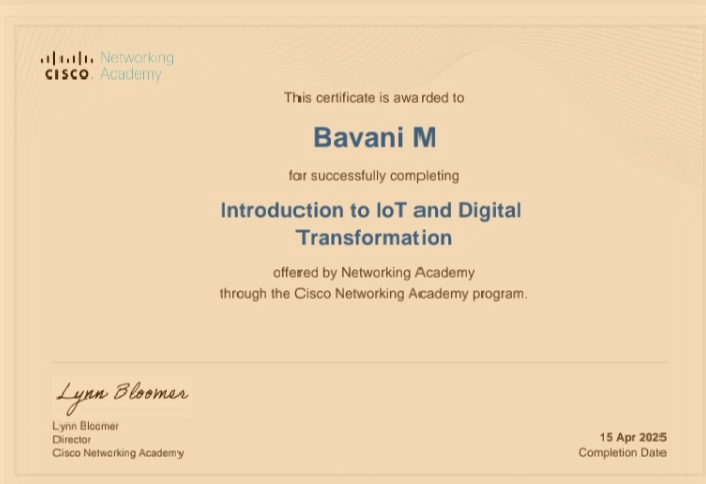 CISCO Networking
Academy
This certificate is awarded to
Bavani M
for successfully completing
Introduction to IoT and Digital
Transformation
offered by Networking Academy
through the Cisco Networking Academy program.
Lynn Bloomer
Lynn Bloomer
Director
Cisco Networking Academy
15 Apr 2025
Completion Date